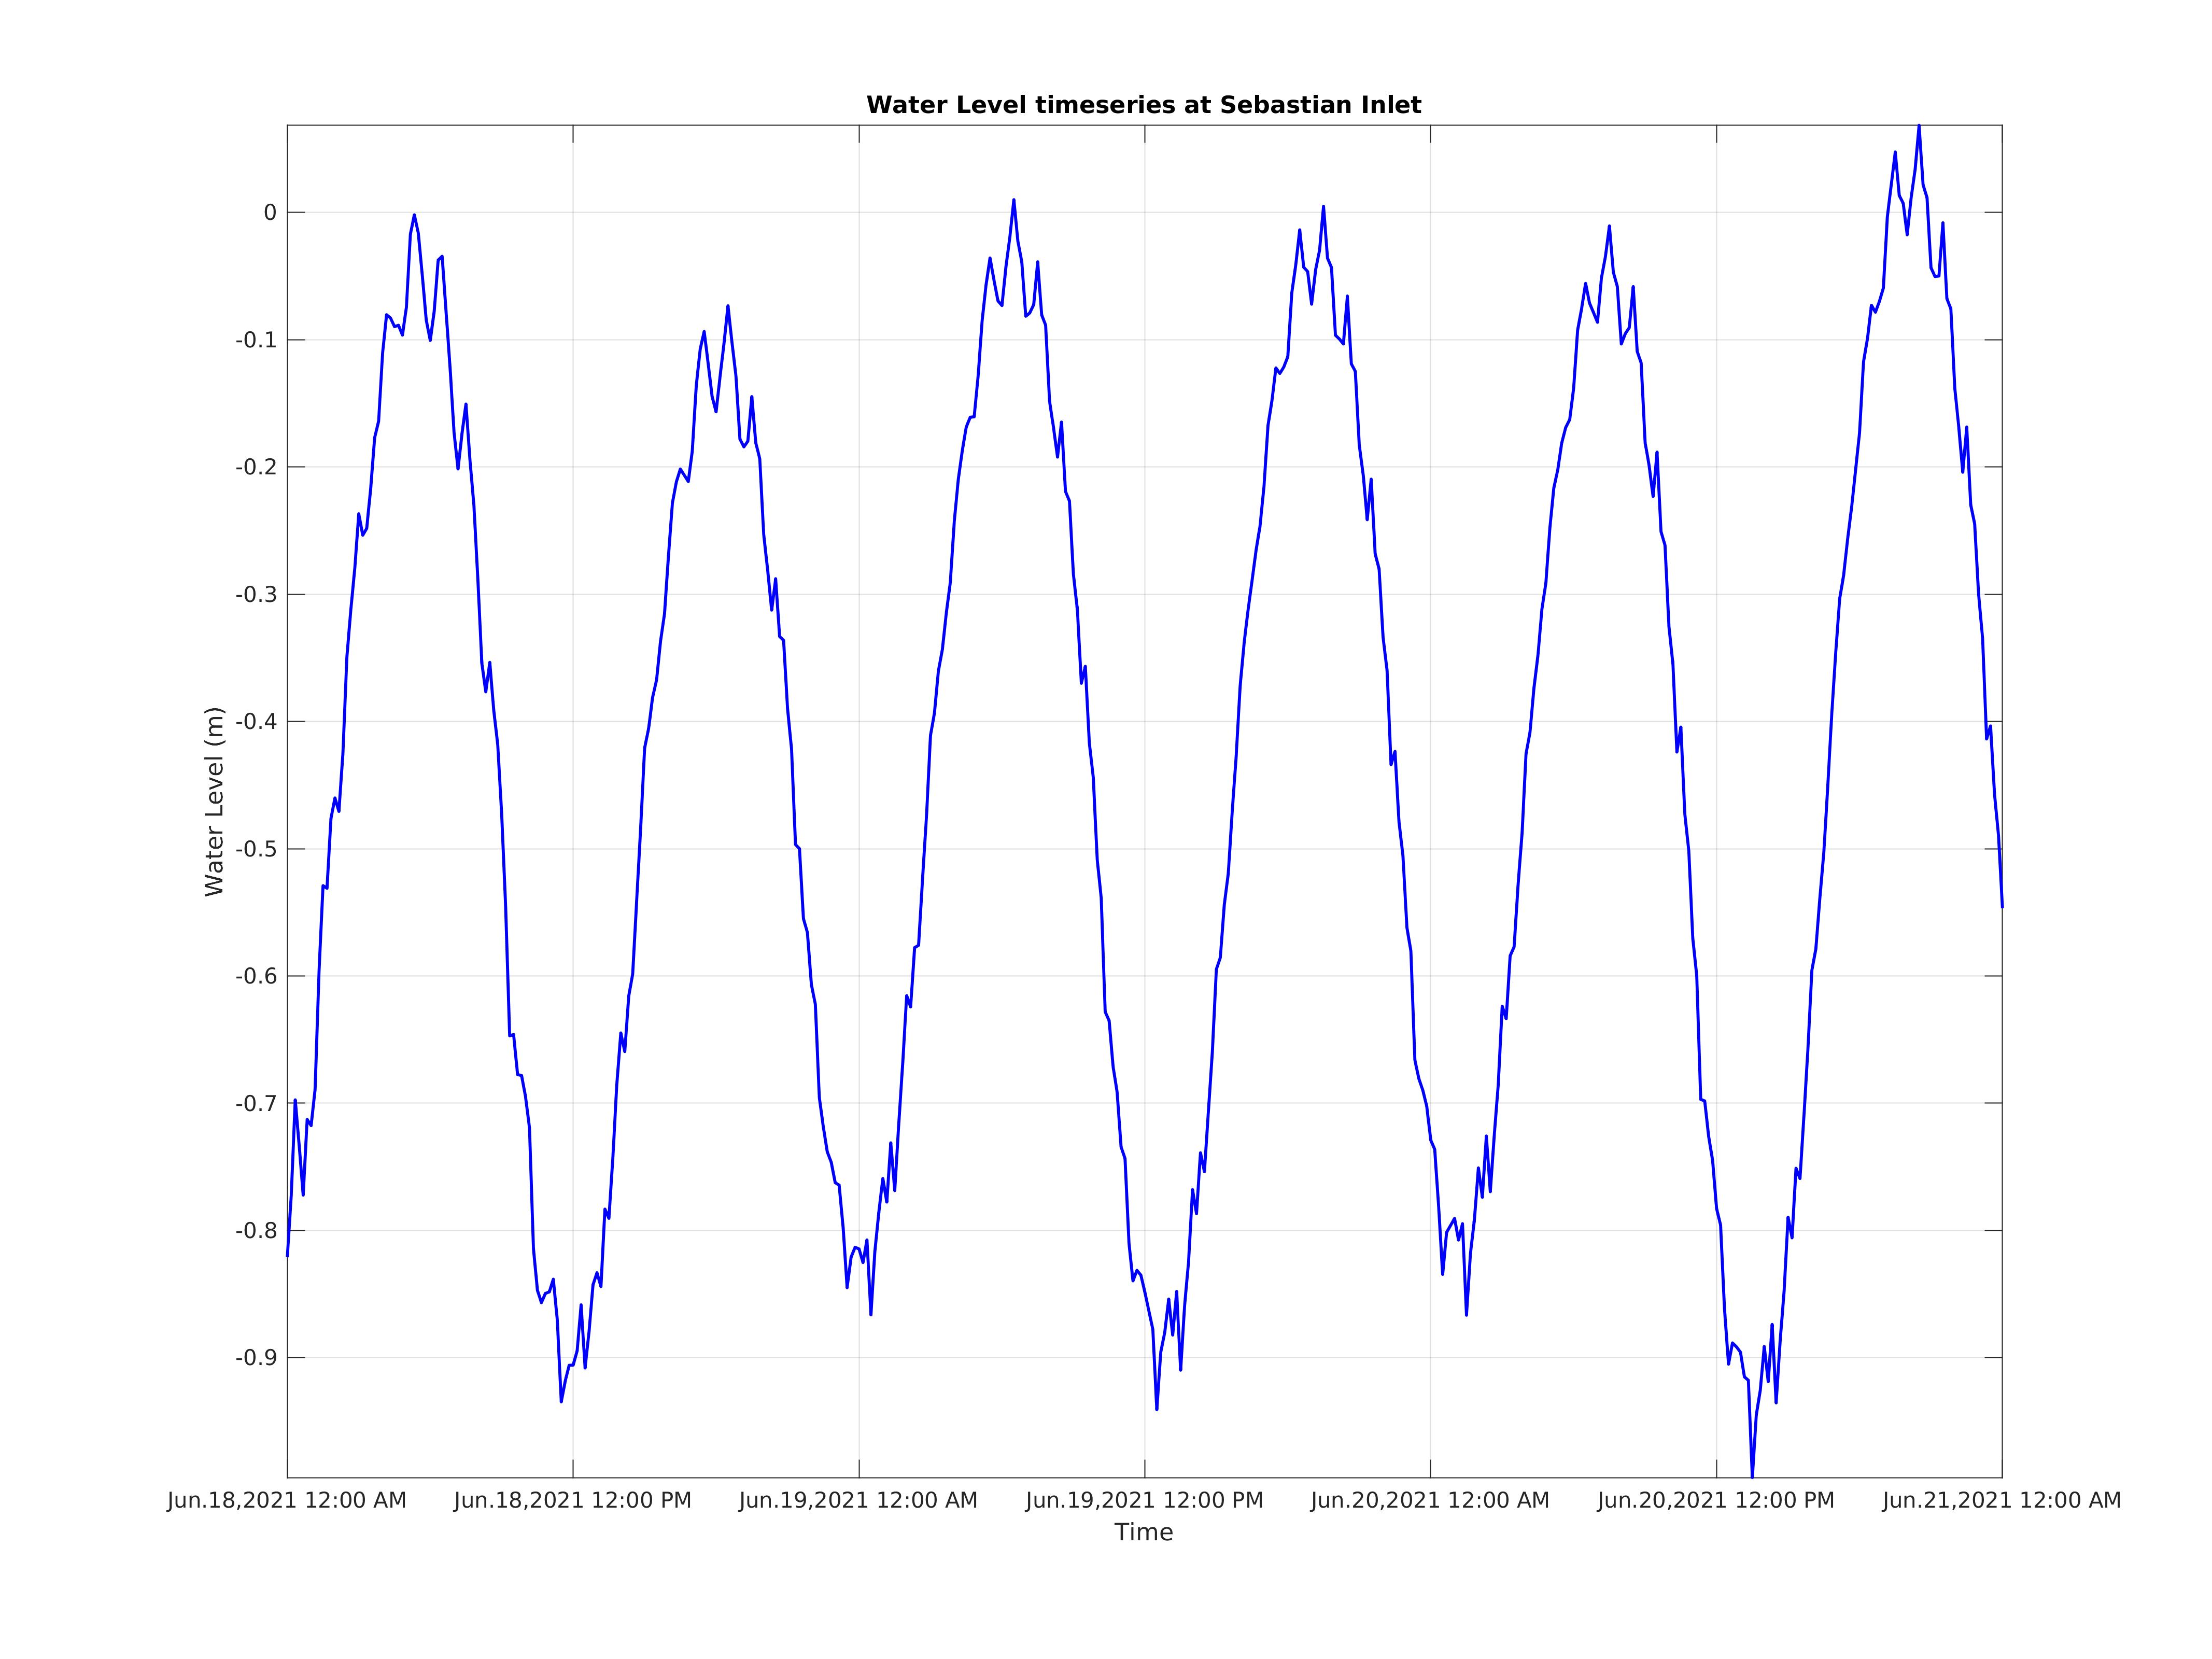 Water Level timeseries at Sebastian Inlet
0
-0.1
-0.2
-0.3
-0.4
-0.5
-0.6
-0.7
-0.8
-0.9
Water Level (m)
Jun.18,2021 12:00 AM Jun.18,2021 12:00 PM Jun.19,2021 12:00 AM Jun.19,2021 12:00 PM Jun.20,2021 12:00 AM Jun.20,2021 12:00 PM Jun.21,2021 12:00 AM
Time